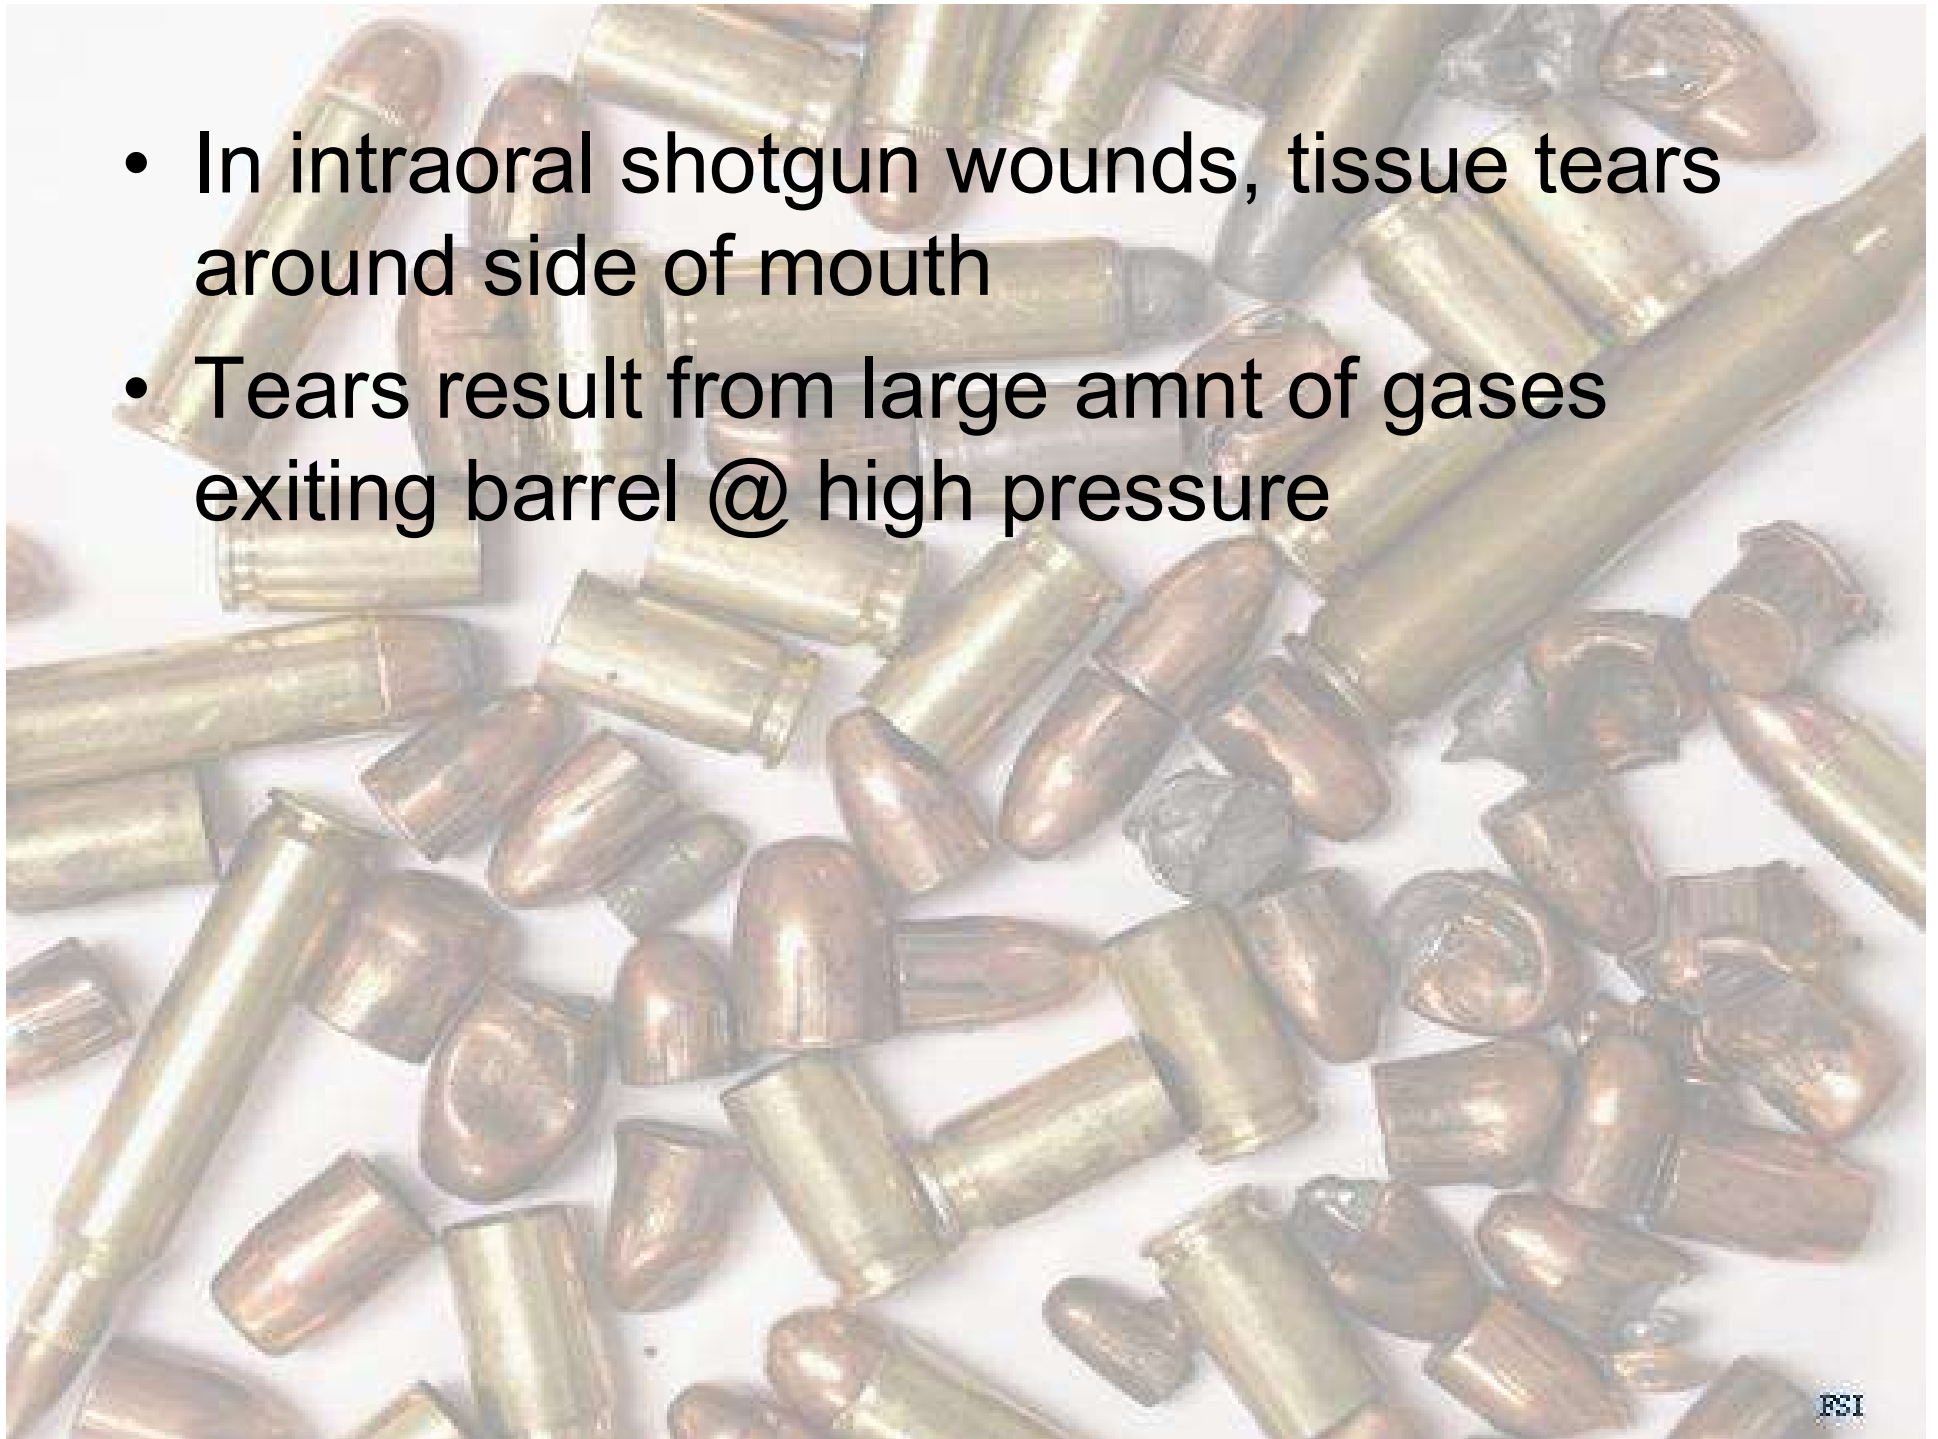 • In intraoral shotgun wounds, tissue tears
around side of mouth
• Tears result from large amnt of gases
exiting barrel @ high pressure
FSI